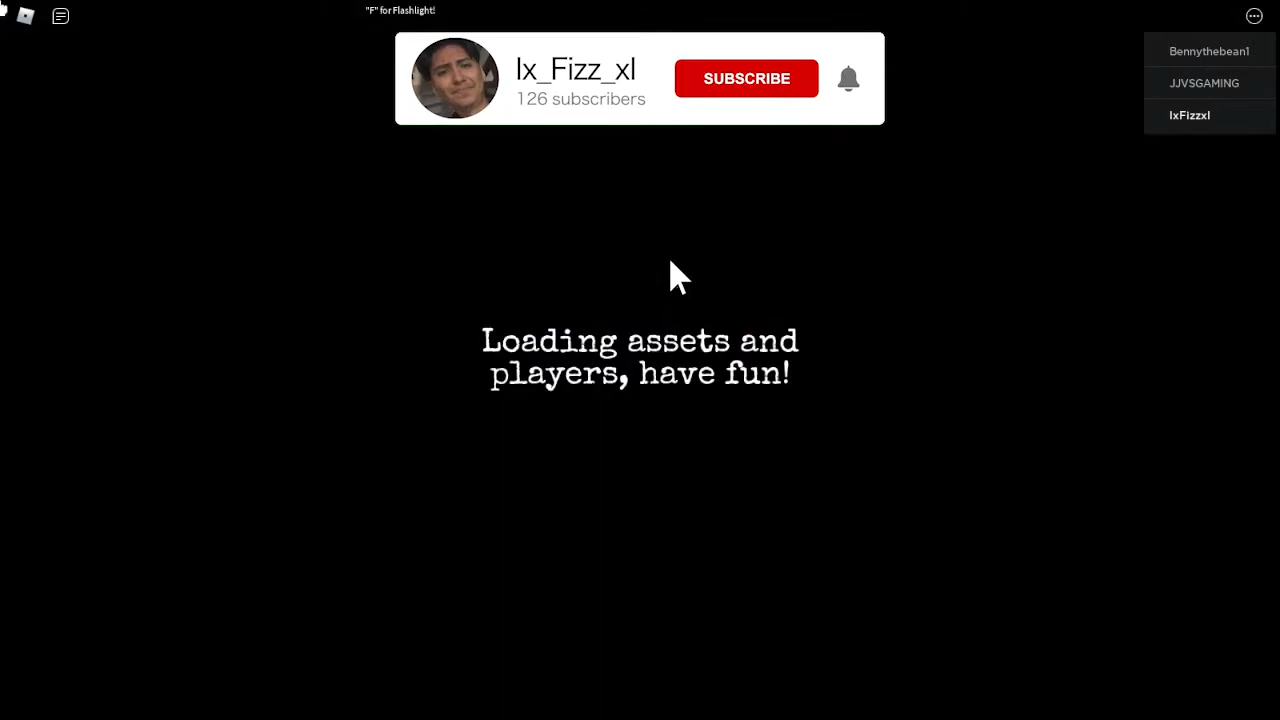 "F" for Flashlight!
lx_Fizz_xl
126 subscribers
SUBSCRIBE
Bennythebean1
JJVSGAMING
lxFizzxl
Loading assets and
players, have fun!